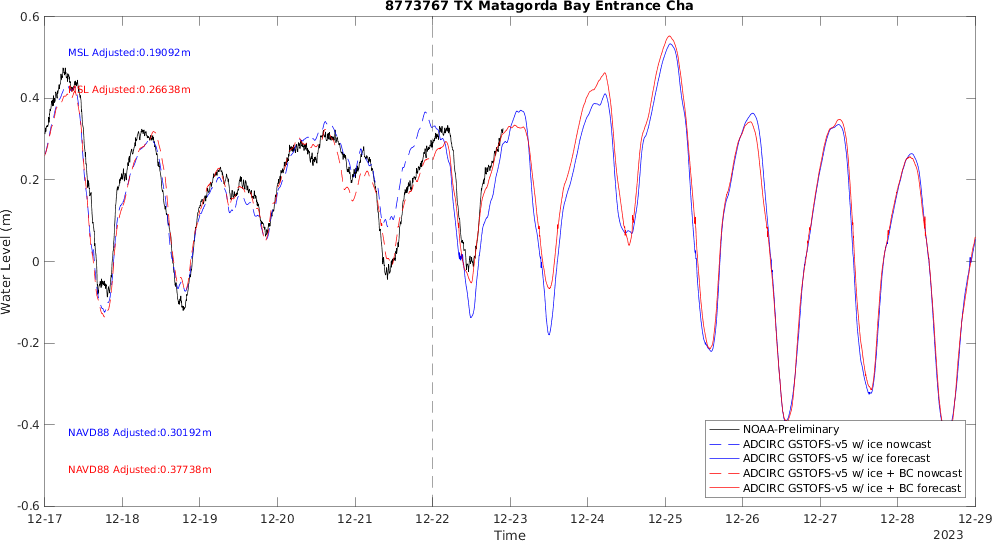 8773767 TX Matagorda Bay Entrance Cha
0.6
0.4
0.2
0
-0.2
-0.4
-0.6
Water Level (m)
MSL Adjusted:0.19092m
MSL Adjusted:0.26638m
NAVD88 Adjusted:0.30192m
NAVD88 Adjusted:0.37738m
NOAA-Preliminary
ADCIRC GSTOFS-v5 w/ ice nowcast
ADCIRC GSTOFS-v5 w/ ice forecast
ADCIRC GSTOFS-v5 w/ ice + BC nowcast
ADCIRC GSTOFS-v5 w/ ice + BC forecast
12-17 12-18 12-19 12-20 12-21 12-22 12-23 12-24 12-25 12-26 12-27 12-28 12-29
Time
2023